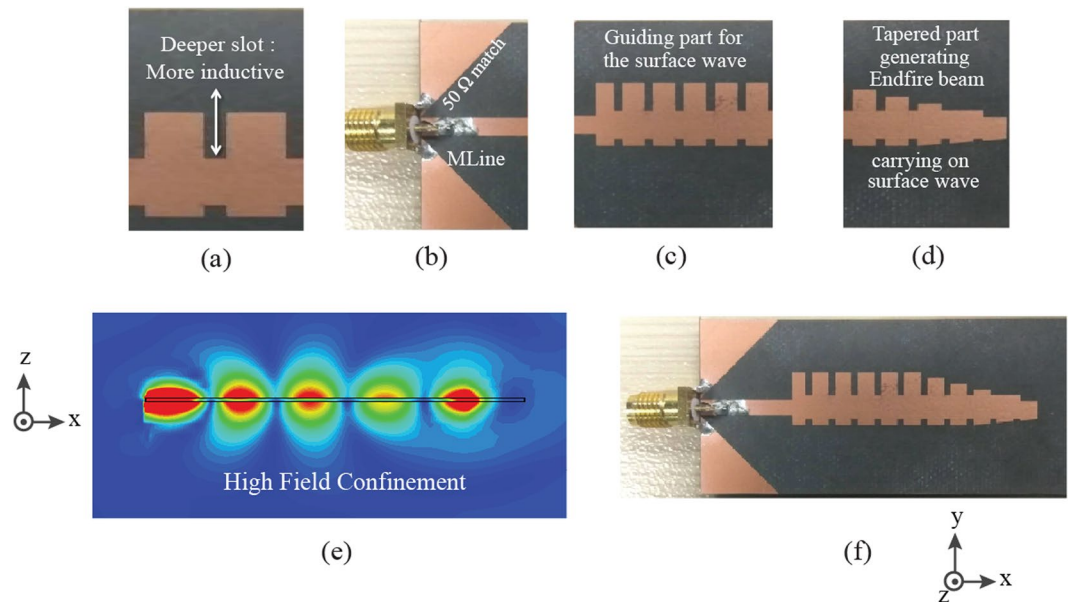 Deeper slot :
More inductive
(a)
50 Ω match
MLine
(b)
Guiding part for
the surface wave
(c)
Tapered part
generating
Endfire beam
carrying on
surface wave
(d)
z
x
High Field Confinement
(e)
(f)
y
x
z